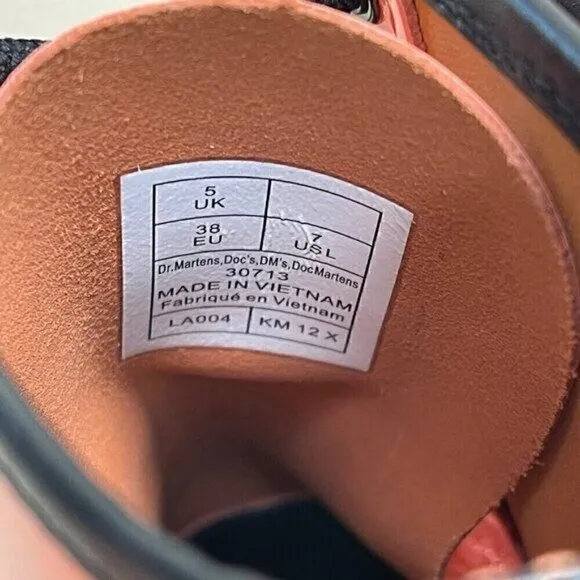 5
UK
38
EU
7
USL
Dr.Martens,Doc's,DM's,DocMartens
30713
MADE IN VIETNAM
Fabriqué en Vietnam
LA004 KM 12 X